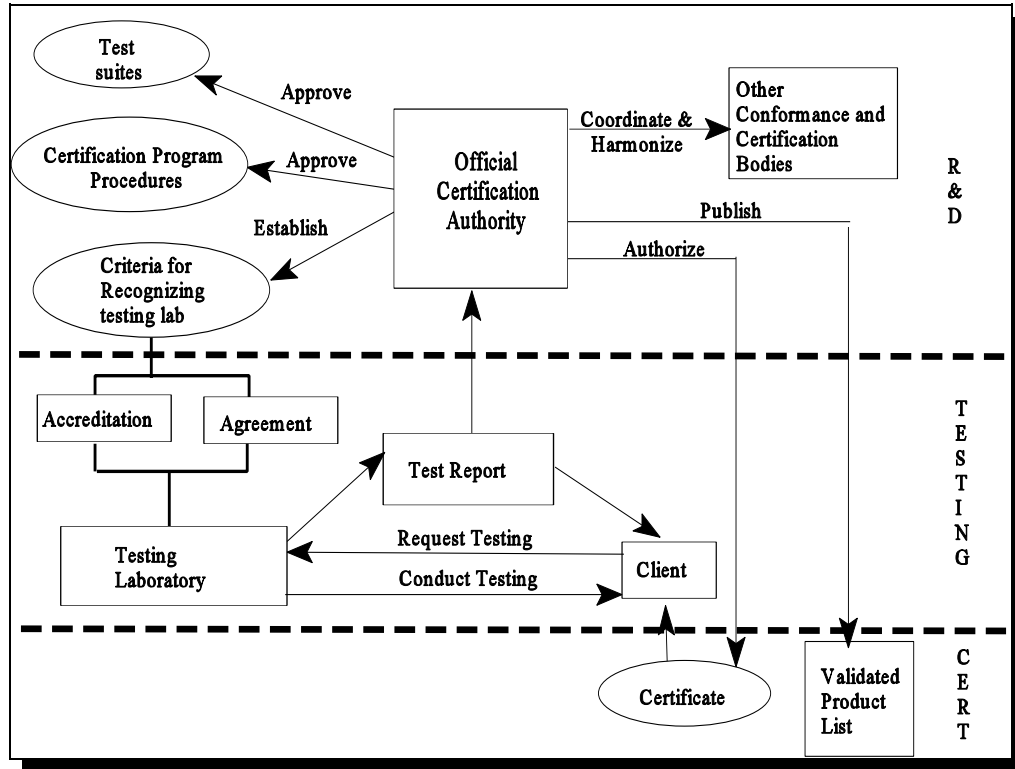 Test
suites
Approve
Certification Program
Procedures
Approve
Establish
Criteria for
Recognizing
testing lab
Official
Certification
Authority
Coordinate &
Harmonize
Other
Conformance and
Certification
Bodies
Publish
Authorize
R
&
D
Accreditation
Agreement
Test Report
Testing
Laboratory
Request Testing
Conduct Testing
Client
T
E
S
T
I
N
G
Certificate
Validated
Product
List
C
E
R
T